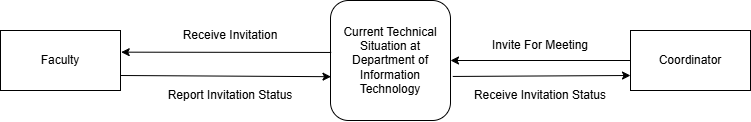 Receive Invitation
Current Technical
Situation at
Department of
Information
Technology
Invite For Meeting
Faculty
Coordinator
Report Invitation Status
Receive Invitation Status